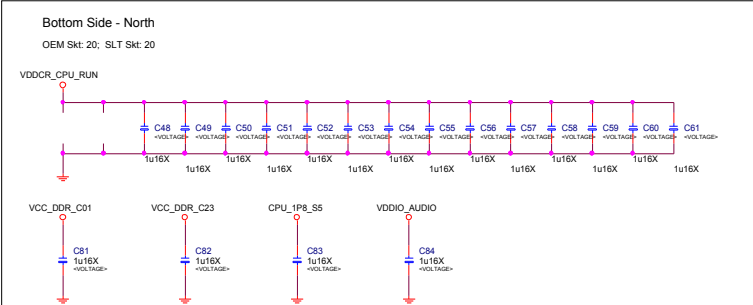 Bottom Side - North
OEM Skt: 20; SLT Skt: 20
VDDCR_CPU_RUN
C48 C49 C50 C51 C52 C53 C54 C55 C56 C57 C58 C59 C60 C61
<VOLTAGE> <VOLTAGE> <VOLTAGE> <VOLTAGE> <VOLTAGE> <VOLTAGE> <VOLTAGE> <VOLTAGE> <VOLTAGE> <VOLTAGE> <VOLTAGE> <VOLTAGE> <VOLTAGE> <VOLTAGE>
1u16X 1u16X 1u16X 1u16X 1u16X 1u16X 1u16X
1u16X 1u16X 1u16X 1u16X 1u16X 1u16X 1u16X
VCC_DDR_C01 VCC_DDR_C23 CPU_1P8_S5 VDDIO_AUDIO
C81 C82 C83 C84
1u16X 1u16X 1u16X 1u16X
<VOLTAGE> <VOLTAGE> <VOLTAGE> <VOLTAGE>